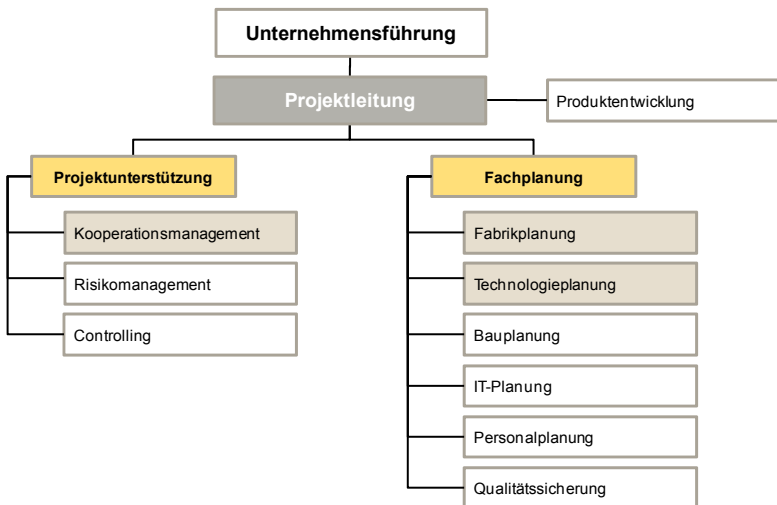 Unternehmensführung
Projektleitung
Produktentwicklung
Projektunterstützung
Kooperationsmanagement
Risikomanagement
Controlling
Fachplanung
Fabrikplanung
Technologieplanung
Bauplanung
IT-Planung
Personalplanung
Qualitätssicherung